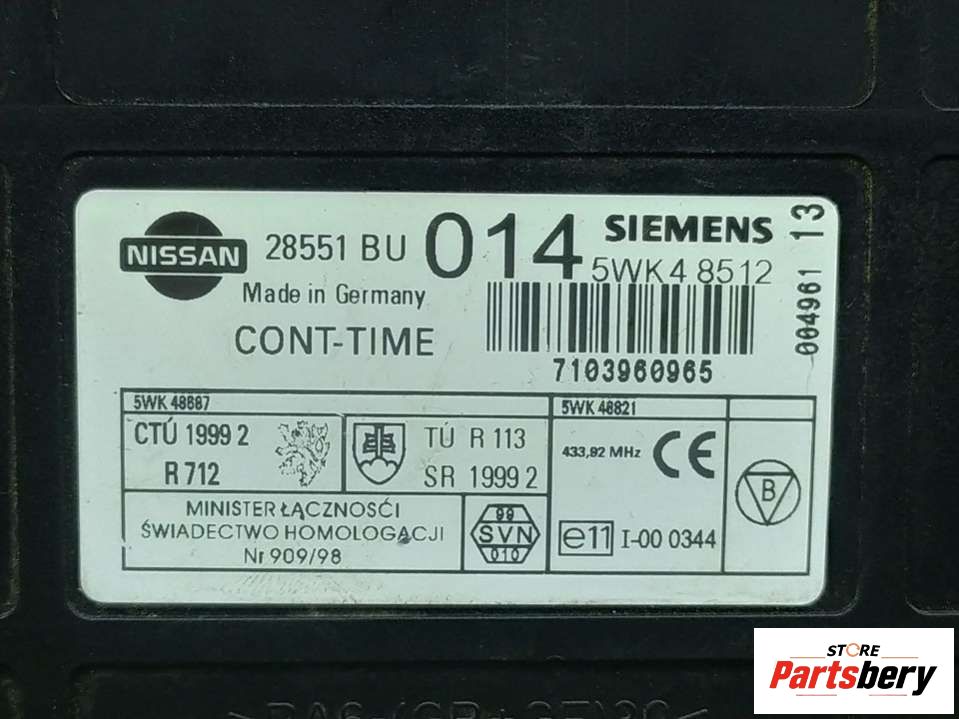 NISSAN
28551 BU 014
SIEMENS
5WK4 8512
Made in Germany
CONT-TIME
7103960965
004961 13
5WK 48687
5WK 48821
CTÚ 1999 2
R 712
TÚ R 113
SR 1999 2
433,92 MHz
CE
B
MINISTER ŁĄCZNOŚCI
ŚWIADECTWO HOMOLOGACJI
Nr 909/98
99
SVN
010
e11 I-00 0344
STORE
Partsbery